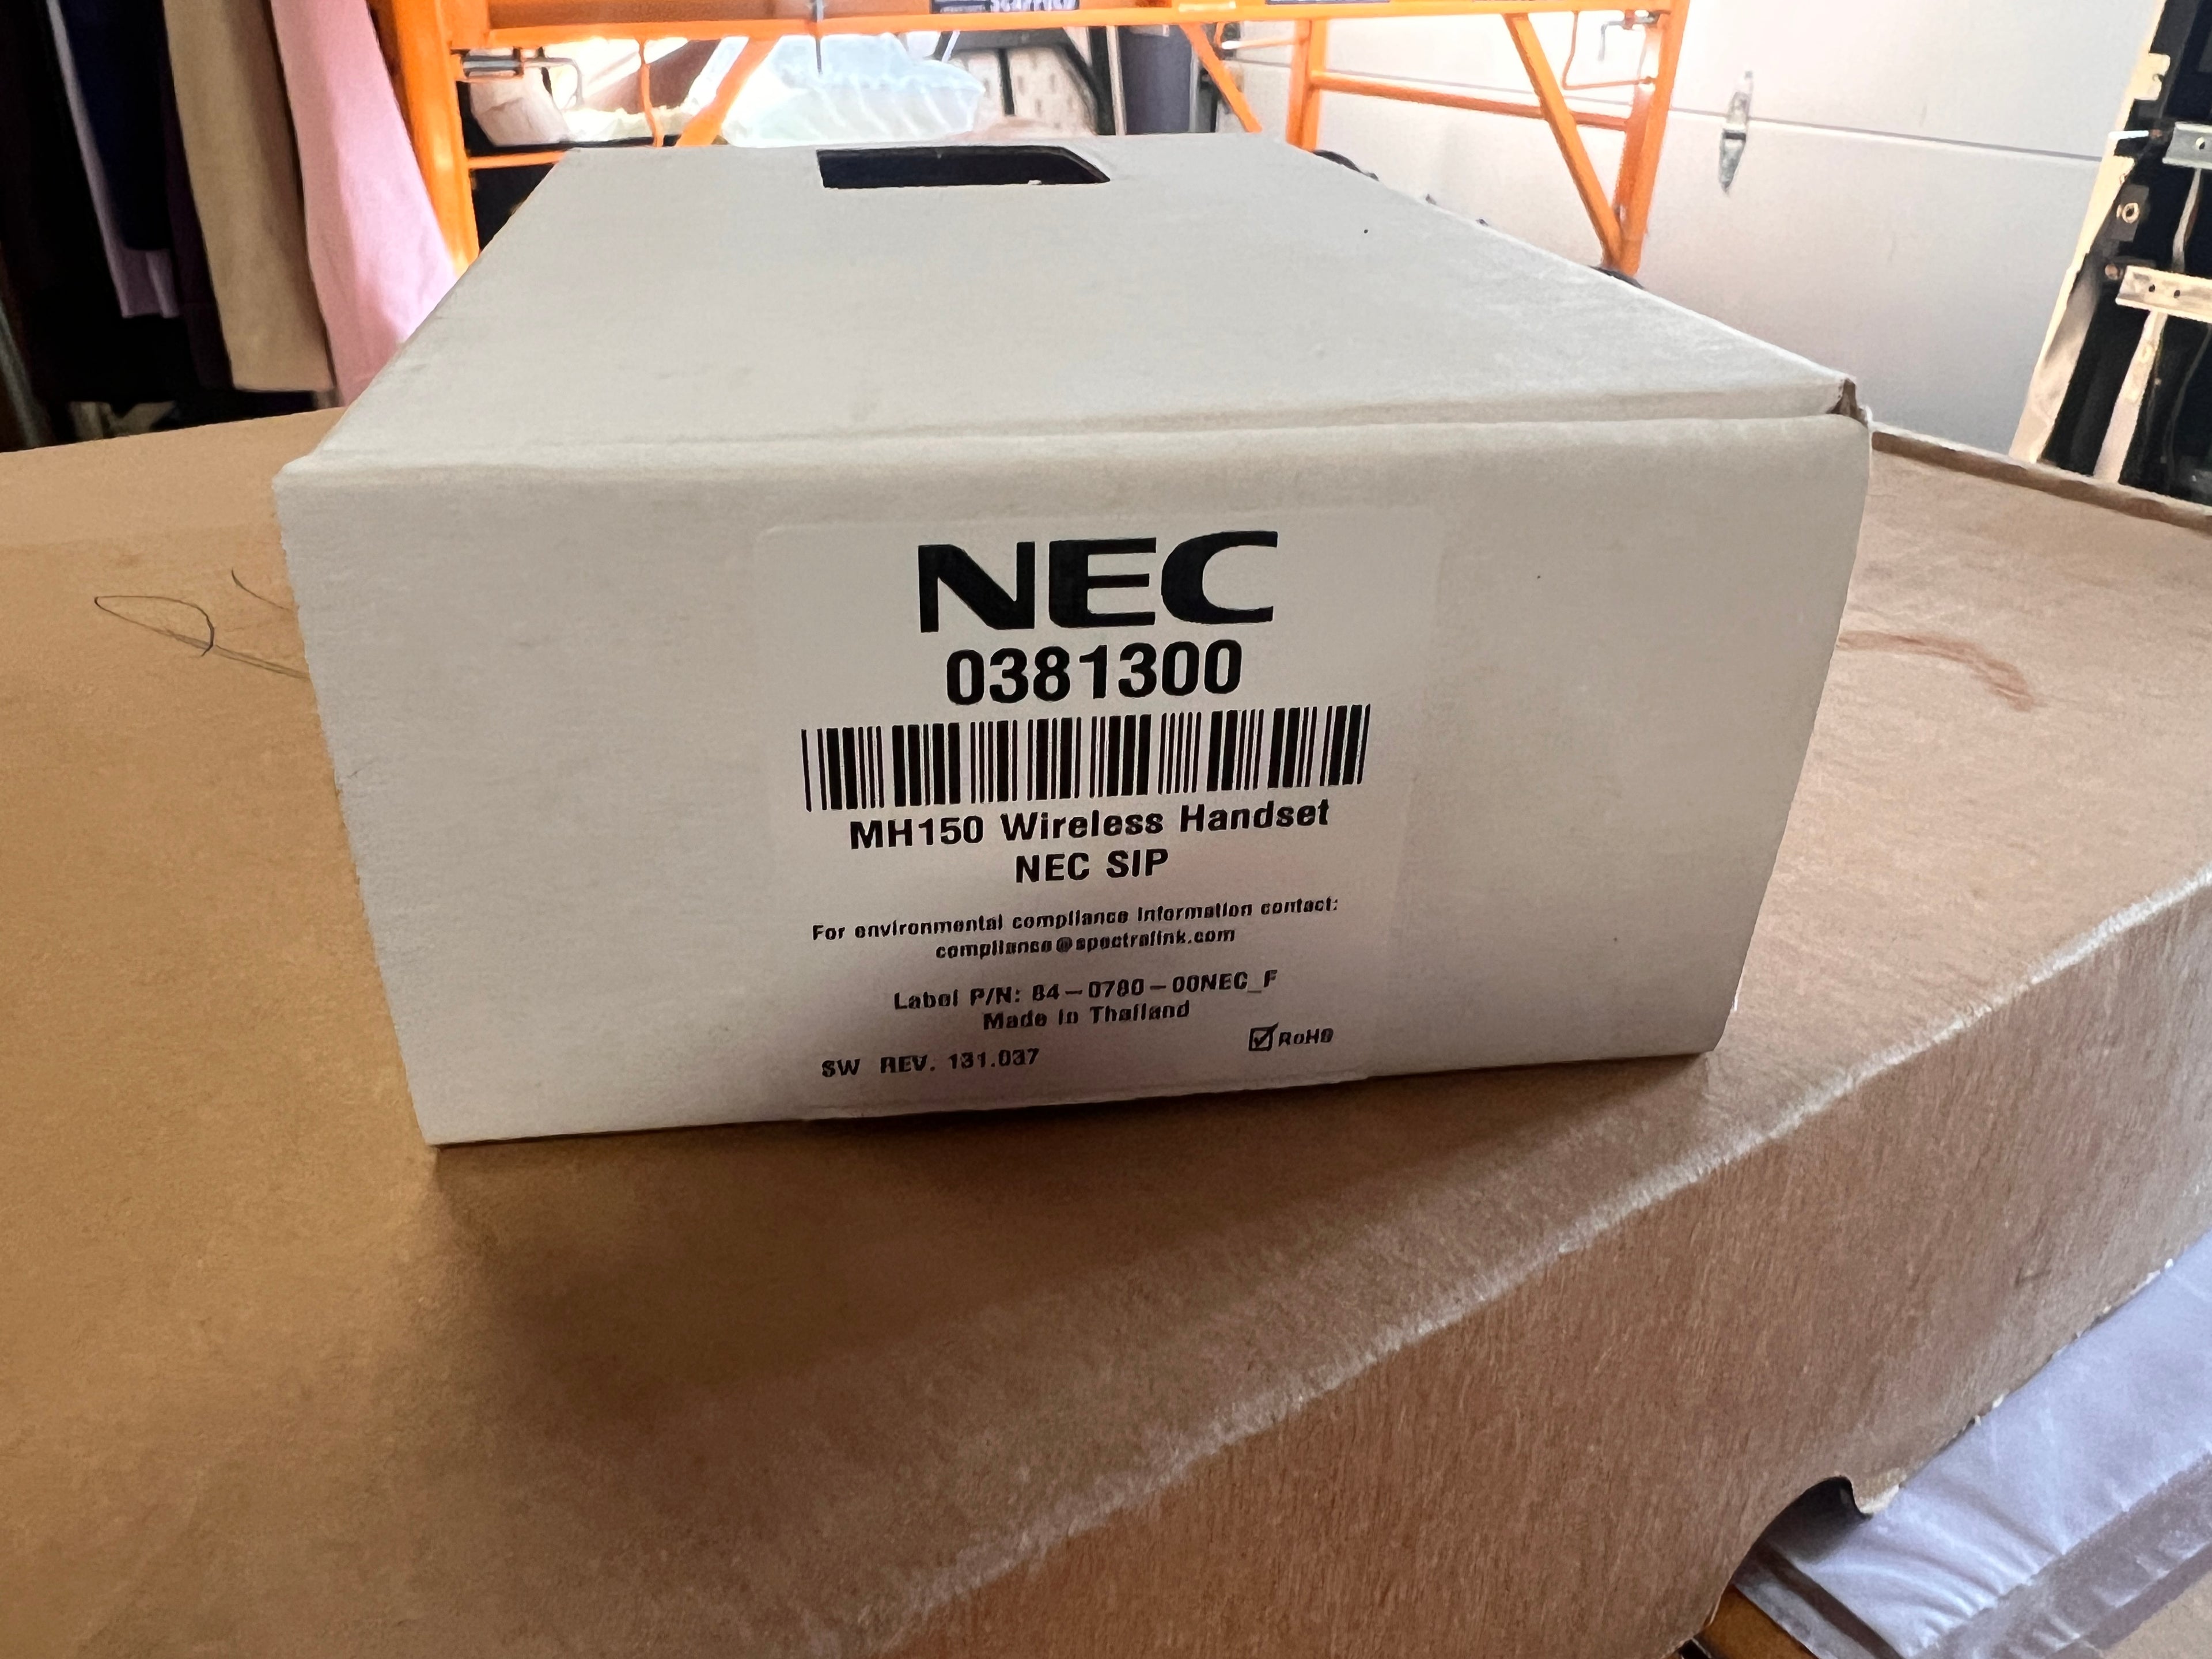 NEC
0381300
MH150 Wireless Handset
NEC SIP
For environmental compliance information contact:
compliance@spectralink.com
Label P/N: 84-0780-00NEC_F
Made in Thailand
RoHS
SW REV. 131.037